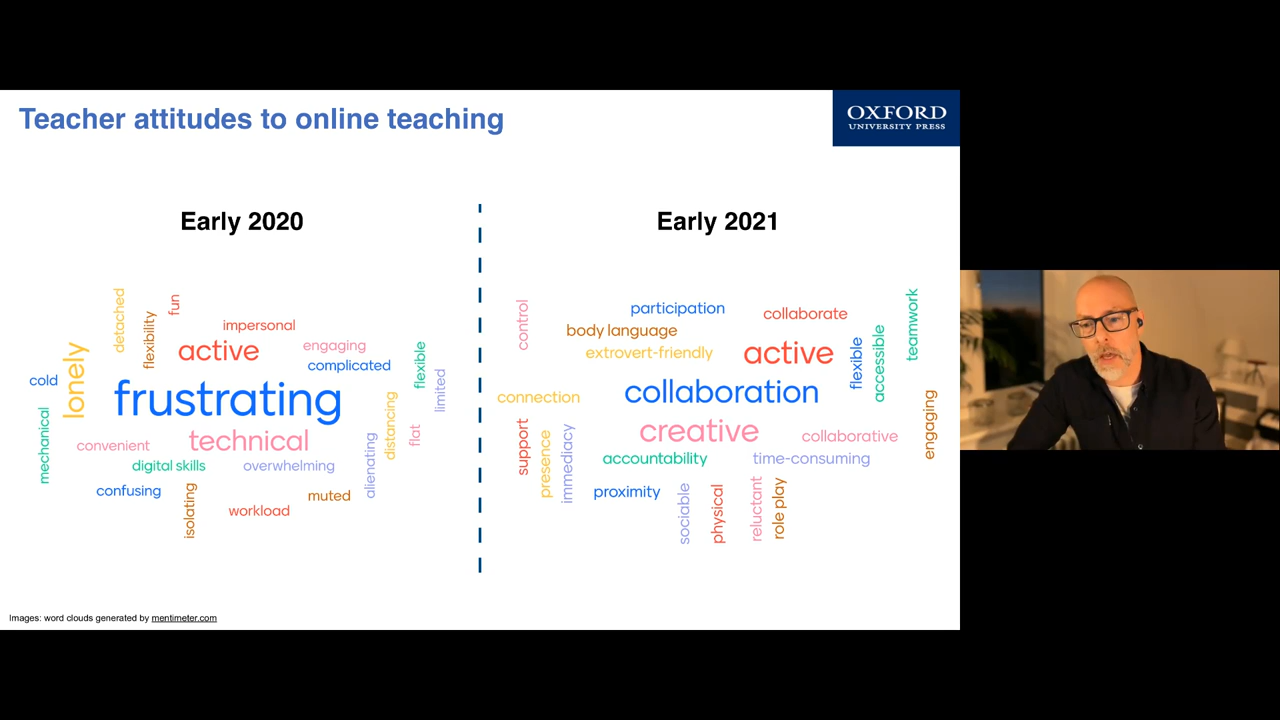 Teacher attitudes to online teaching
OXFORD
UNIVERSITY PRESS
Early 2020
detached
flexibility
fun
impersonal
active
engaging
complicated
flexible
limited
cold
lonely
frustrating
mechanical
convenient
technical
distancing
flat
digital skills
overwhelming
alienating
confusing
isolating
muted
workload
Early 2021
control
participation
collaborate
teamwork
body language
extrovert-friendly
active
flexible
accessible
connection
collaboration
engaging
support
presence
immediacy
creative
collaborative
accountability
time-consuming
proximity
sociable
physical
reluctant
role play
Images: word clouds generated by mentimeter.com